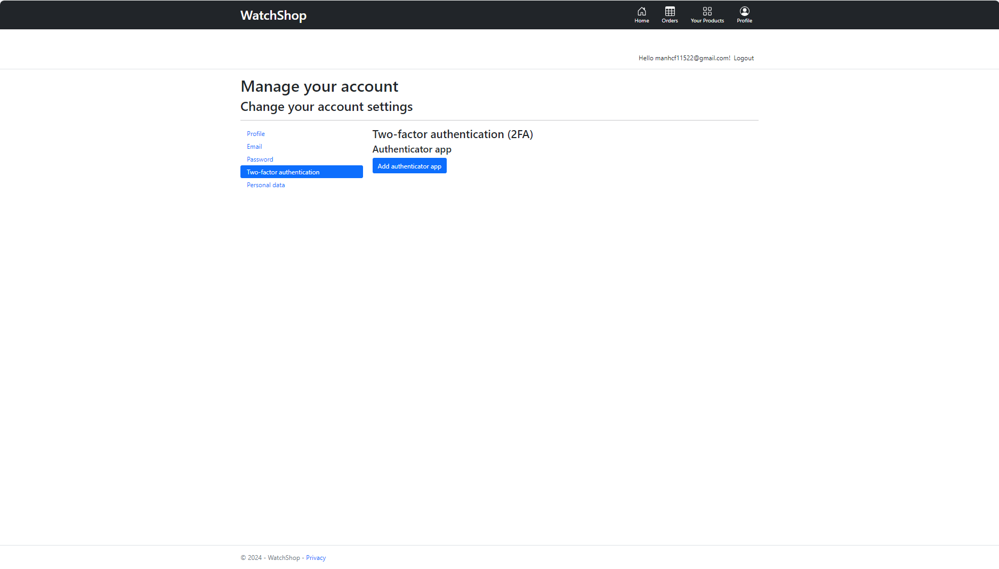 WatchShop
Home
Orders
Your Products
Profile
Hello manhcf11522@gmail.com! Logout
Manage your account
Change your account settings
Profile
Email
Password
Two-factor authentication
Personal data
Two-factor authentication (2FA)
Authenticator app
Add authenticator app
© 2024 - WatchShop - Privacy